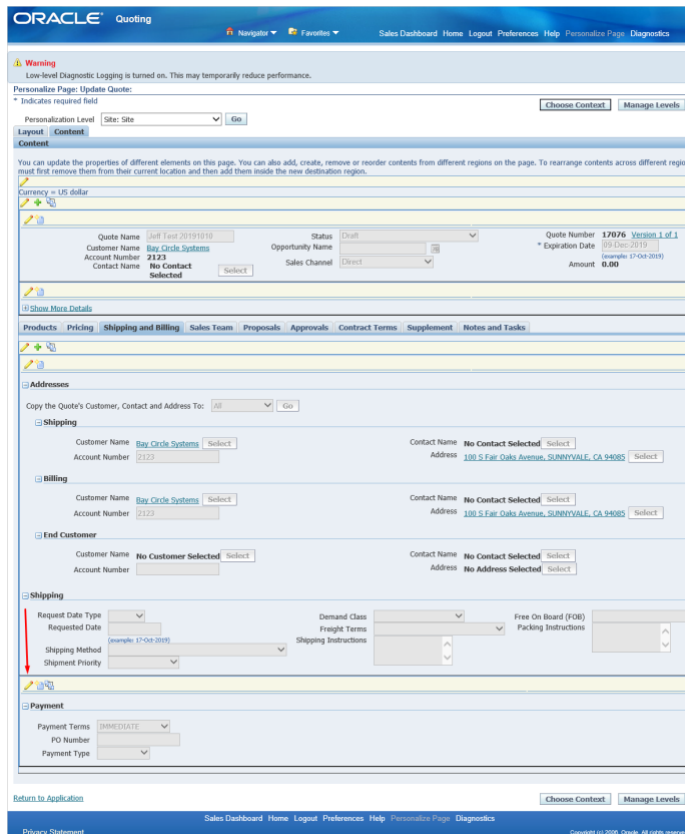 ORACLE® Quoting
Navigator Favorites Sales Dashboard Home Logout Preferences Help Personalize Page Diagnostics
Warning
Low-level Diagnostic Logging is turned on. This may temporarily reduce performance.
Personalize Page: Update Quote:
* Indicates required field
Choose Context Manage Levels
Personalization Level Site: Site Go
Layout Content
Content
You can update the properties of different elements on this page. You can also add, create, remove or reorder contents from different regions on the page. To rearrange contents across different regio
must first remove them from their current location and then add them inside the new destination region.
Currency = US dollar
Quote Name Jeff Test 20191018 Status Draft Quote Number 17076 Version 1 of 1
Customer Name Bay Circle Systems Opportunity Name * Expiration Date 09-Dec-2019
Account Number 2123 (example: 17-Oct-2019)
Contact Name No Contact Selected Select Sales Channel Direct Amount 0.00
Show More Details
Products Pricing Shipping and Billing Sales Team Proposals Approvals Contract Terms Supplement Notes and Tasks
Addresses
Copy the Quote's Customer, Contact and Address To: All Go
Shipping
Customer Name Bay Circle Systems Select Contact Name No Contact Selected Select
Account Number 2123 Address 100 S Fair Oaks Avenue, SUNNYVALE, CA 94085 Select
Billing
Customer Name Bay Circle Systems Select Contact Name No Contact Selected Select
Account Number 2123 Address 100 S Fair Oaks Avenue, SUNNYVALE, CA 94085 Select
End Customer
Customer Name No Customer Selected Select Contact Name No Contact Selected Select
Account Number Address No Address Selected Select
Shipping
Request Date Type Demand Class Free On Board (FOB)
Requested Date Freight Terms Packing Instructions
(example: 17-Oct-2019) Shipping Instructions
Shipping Method
Shipment Priority
Payment
Payment Terms IMMEDIATE
PO Number
Payment Type
Return to Application Choose Context Manage Levels
Sales Dashboard Home Logout Preferences Help Personalize Page Diagnostics
Privacy Statement Copyright (c) 2006, Oracle. All rights reserve